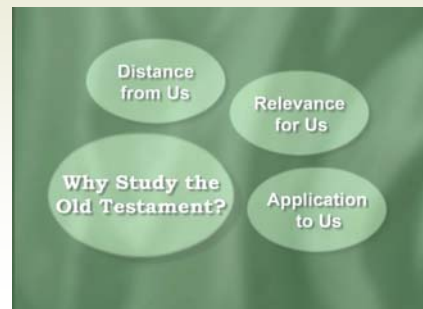 Distance
from Us
Relevance
for Us
Why Study the
Old Testament?
Application
to Us